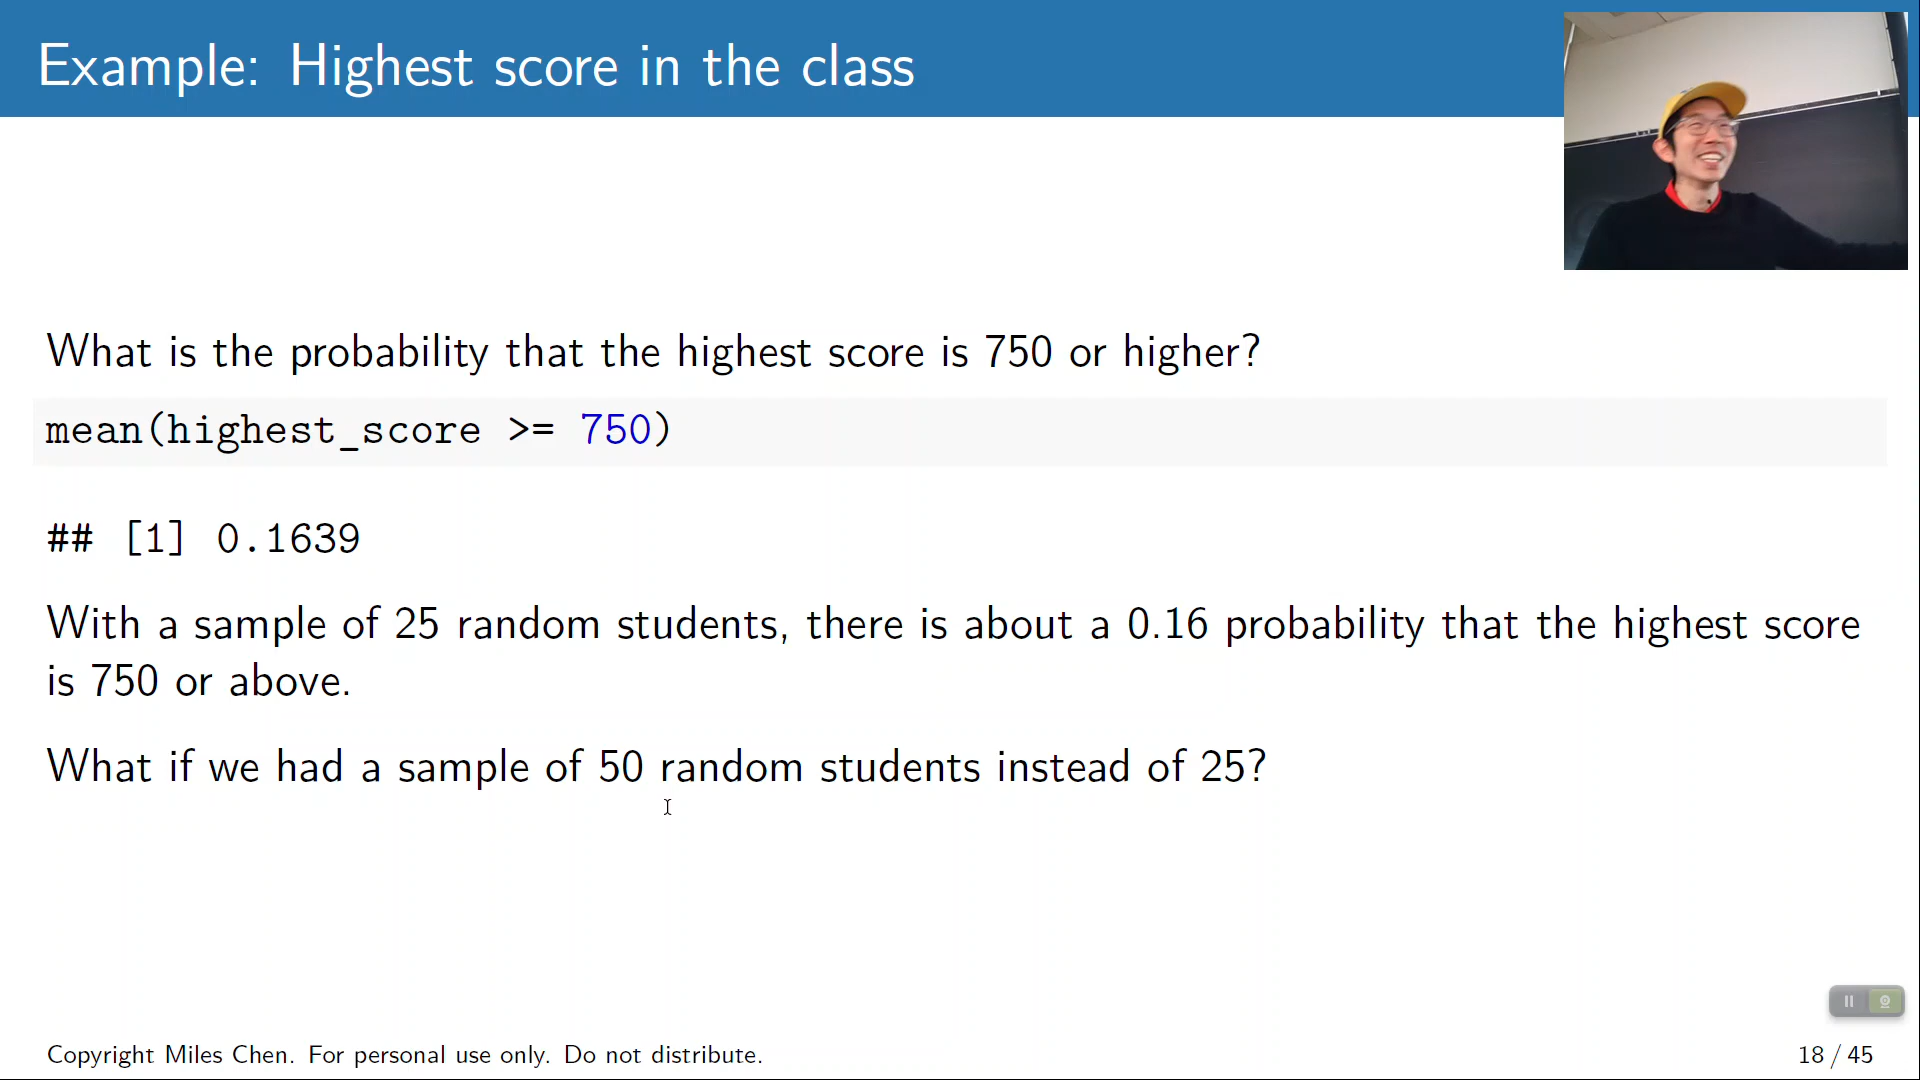 Example: Highest score in the class
What is the probability that the highest score is 750 or higher?
mean(highest_score >= 750)
## [1] 0.1639
With a sample of 25 random students, there is about a 0.16 probability that the highest score
is 750 or above.
What if we had a sample of 50 random students instead of 25?
Copyright Miles Chen. For personal use only. Do not distribute.
18 / 45